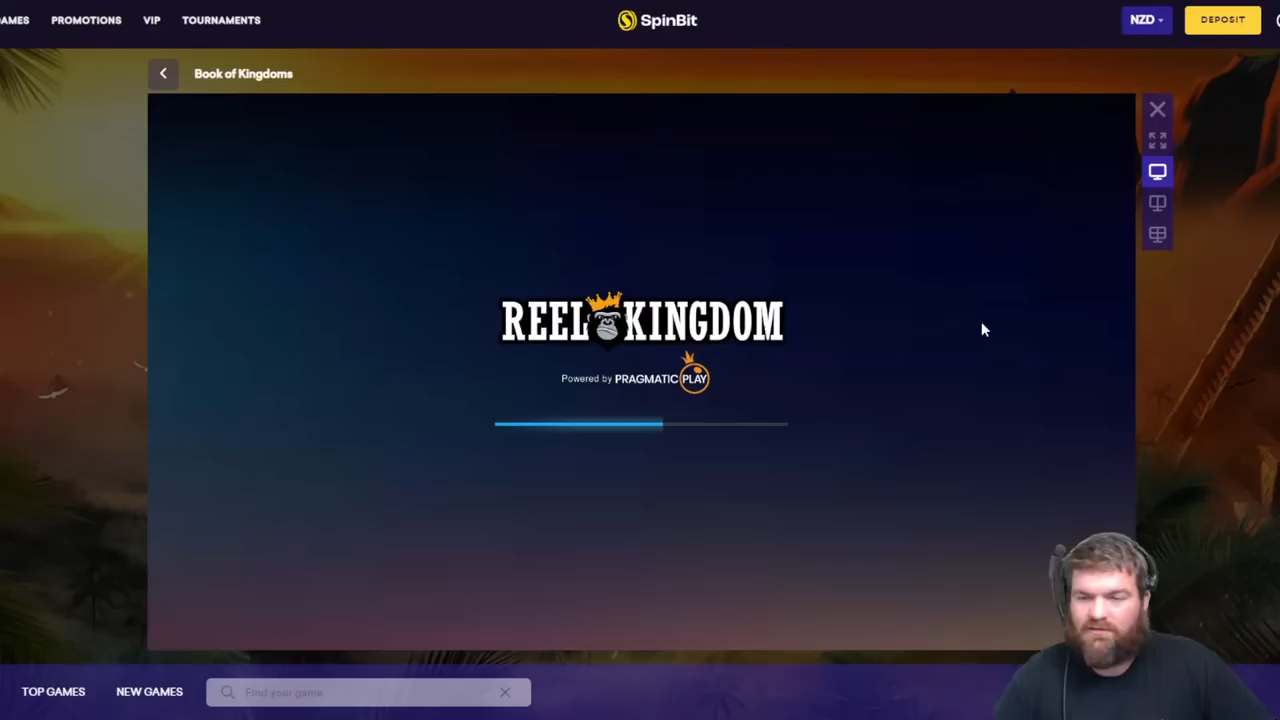 GAMES PROMOTIONS VIP TOURNAMENTS SpinBit NZD DEPOSIT
Book of Kingdoms
REEL KINGDOM
Powered by PRAGMATIC PLAY
TOP GAMES NEW GAMES Find your game